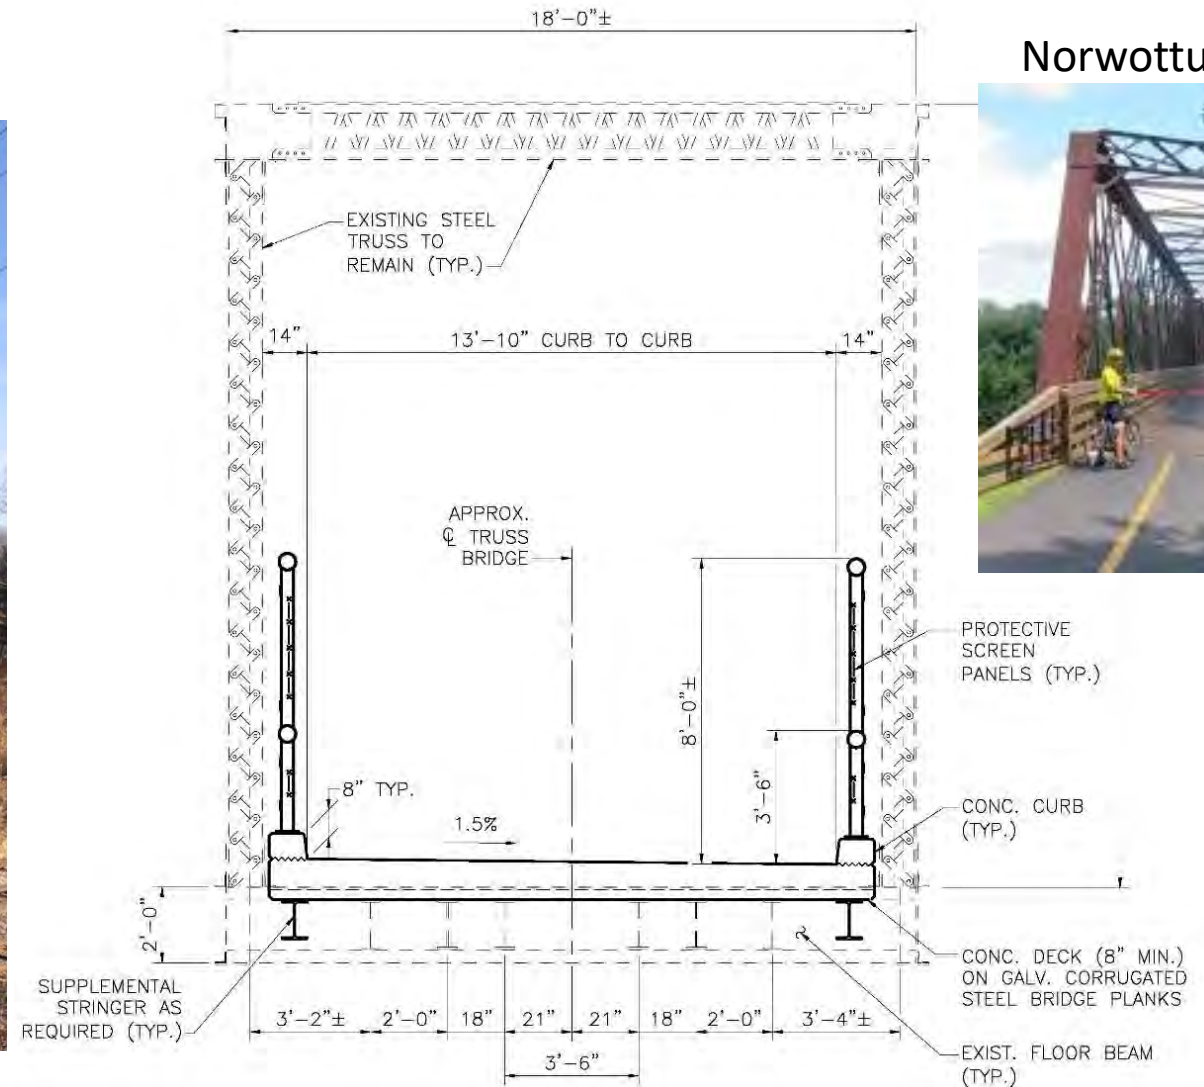 18'-0"±
Norwottu
EXISTING STEEL
TRUSS TO
REMAIN (TYP.)
14"
13'-10" CURB TO CURB
14"
APPROX.
℄ TRUSS
BRIDGE
PROTECTIVE
SCREEN
PANELS (TYP.)
8'-0"±
3'-6"
8" TYP.
1.5%
CONC. CURB
(TYP.)
2'-0"
SUPPLEMENTAL
STRINGER AS
REQUIRED (TYP.)
CONC. DECK (8" MIN.)
ON GALV. CORRUGATED
STEEL BRIDGE PLANKS
3'-2"± 2'-0" 18" 21" 21" 18" 2'-0" 3'-4"±
3'-6"
EXIST. FLOOR BEAM
(TYP.)